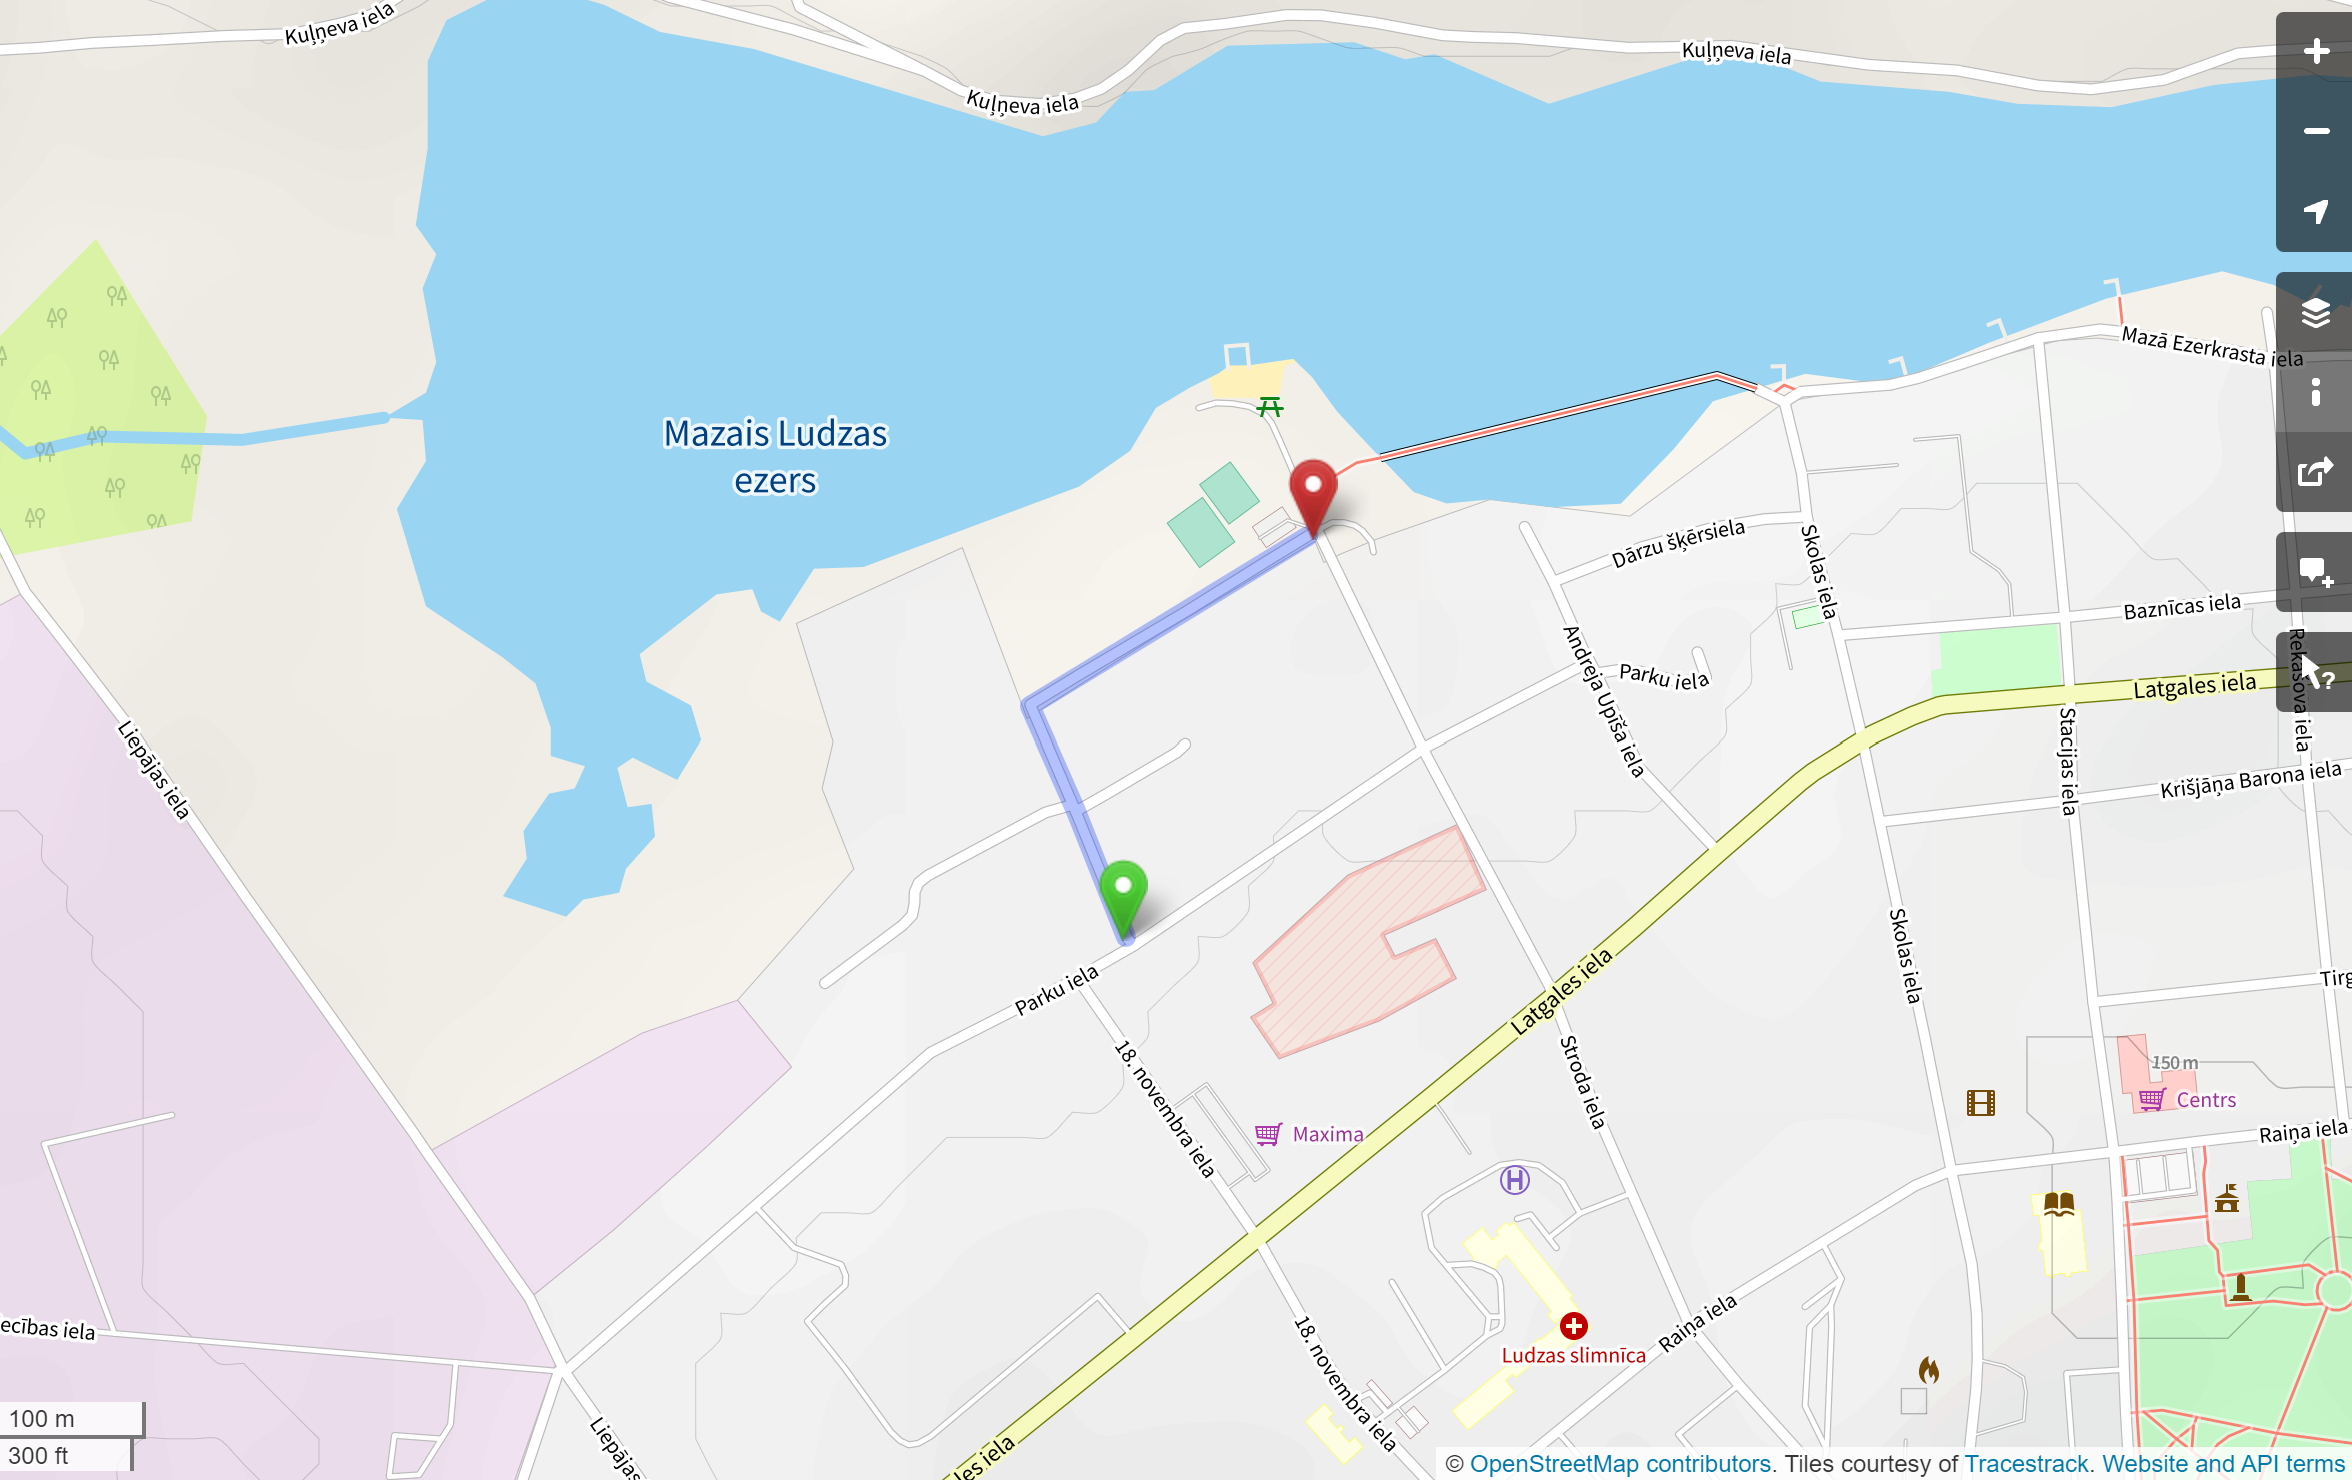 Kuļņeva iela
Kuļņeva iela
Kuļņeva iela
Mazā Ezerkrasta iela
Mazais Ludzas
ezers
Dārzu šķērsiela
Skolas iela
Baznīcas iela
Andreja Upīša iela
Parku iela
Latgales iela
Rekašova iela
Stacijas iela
Krišjāņa Barona iela
Liepājas iela
Parku iela
Skolas iela
Latgales iela
Tirg
18. novembra iela
Stroda iela
150 m
Centrs
Maxima
Raiņa iela
H
ecības iela
Raiņa iela
Ludzas slimnīca
18. novembra iela
Liepājas
les iela
100 m
300 ft
?
© OpenStreetMap contributors. Tiles courtesy of Tracestrack. Website and API terms